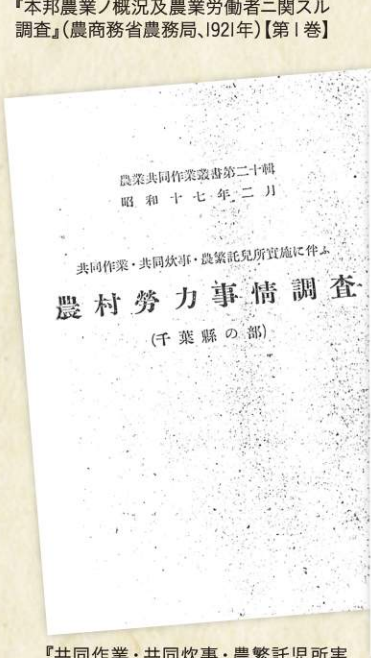 『本邦農業ノ概況及農業労働者ニ関スル
調査』(農商務省農務局、1921年)【第1巻】
農業共同作業叢書第二十輯
昭和十七年二月
共同作業・共同炊事・農繁託兒所實施に伴ふ
農村勞力事情調査
(千葉縣の部)
『共同作業・共同炊事・農繁託児所実